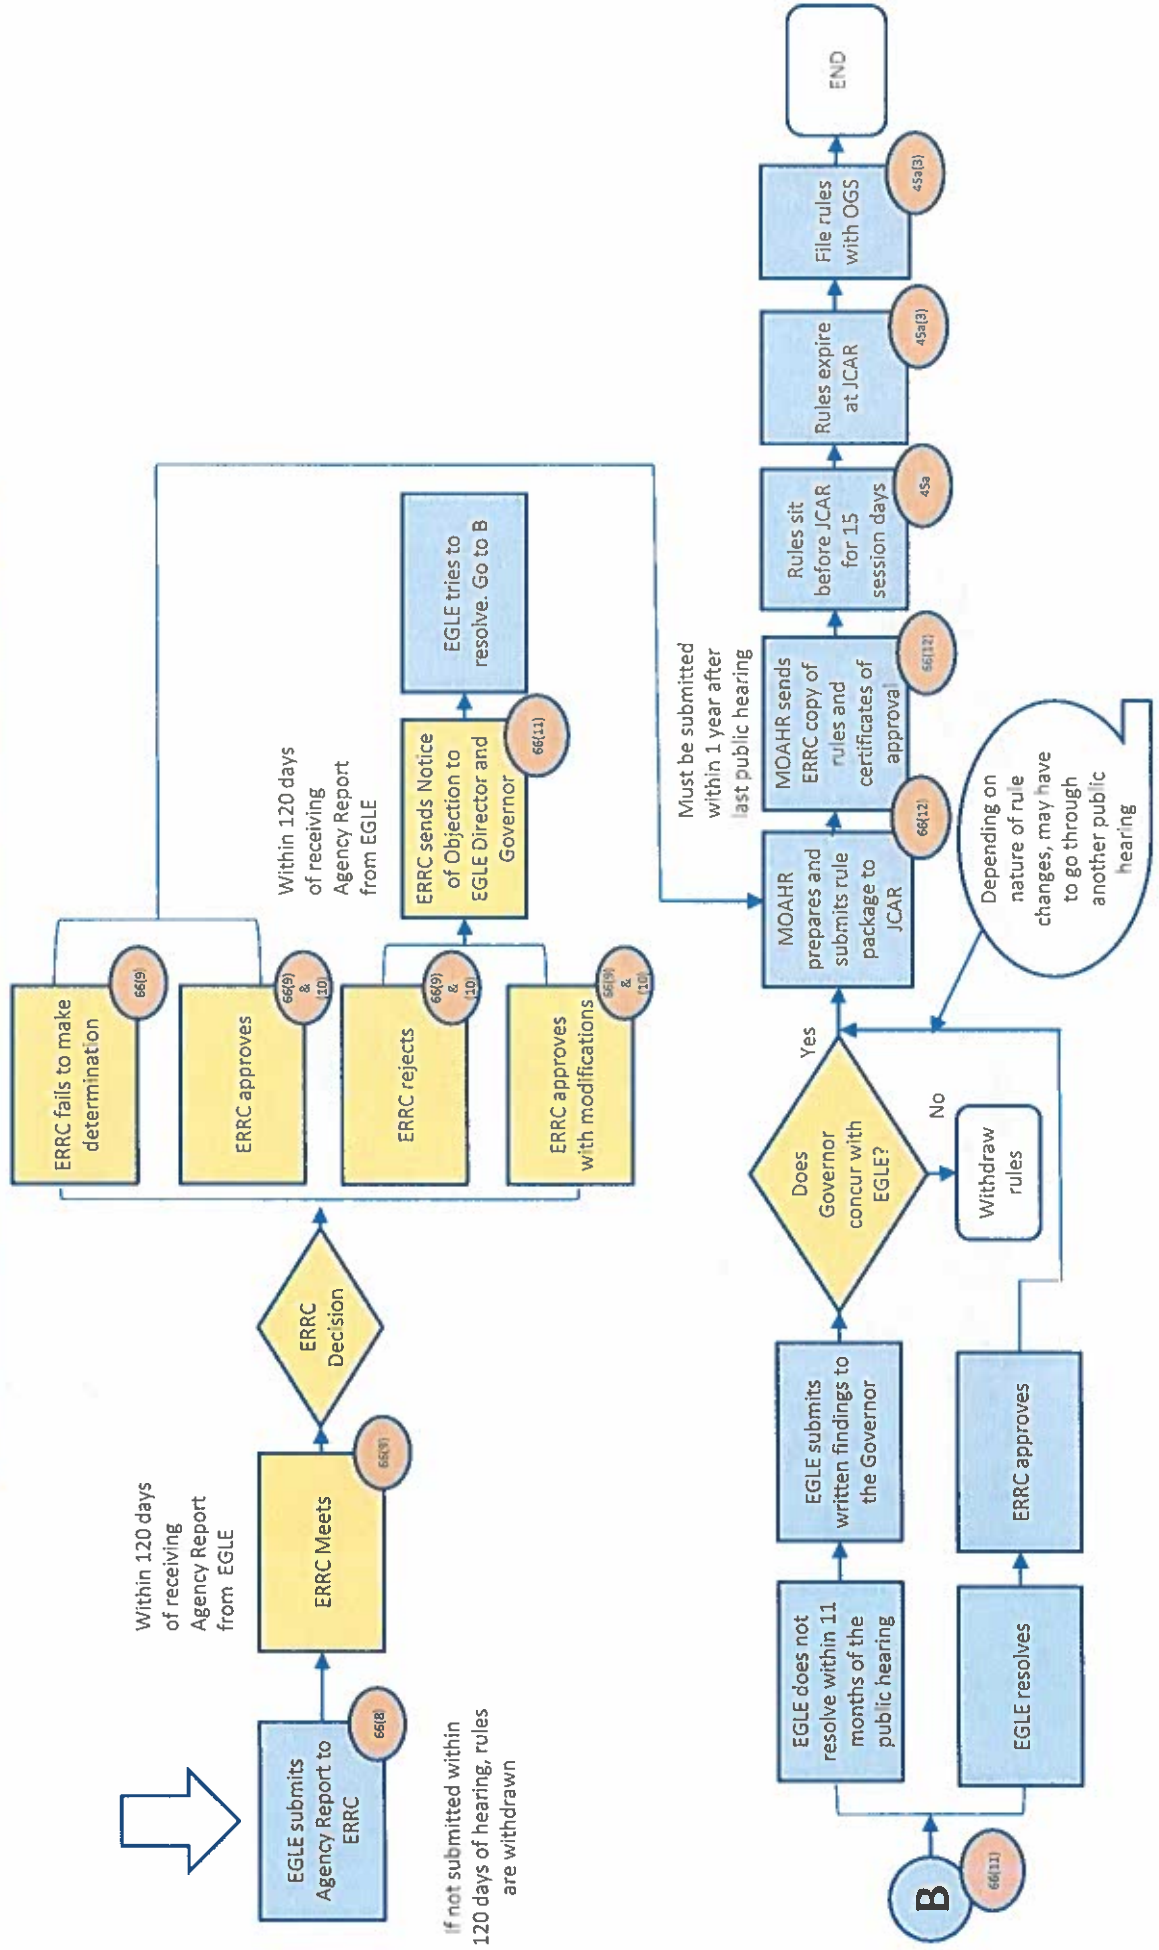 EGLE submits
Agency Report to
ERRC
66(8)
If not submitted within
120 days of hearing, rules
are withdrawn
Within 120 days
of receiving
Agency Report
from EGLE
ERRC Meets
66(9)
ERRC
Decision
ERRC fails to make
determination
66(9)
ERRC approves
66(9)
&
(10)
ERRC rejects
66(9)
&
(10)
ERRC approves
with modifications
66(9)
&
(10)
Within 120 days
of receiving
Agency Report
from EGLE
ERRC sends Notice
of Objection to
EGLE Director and
Governor
66(11)
EGLE tries to
resolve. Go to B
B
66(11)
EGLE does not
resolve within 11
months of the
public hearing
EGLE submits
written findings to
the Governor
Does
Governor
concur with
EGLE?
Yes
No
Withdraw
rules
EGLE resolves
ERRC approves
Depending on
nature of rule
changes, may have
to go through
another public
hearing
Must be submitted
within 1 year after
last public hearing
MOAHR
prepares and
submits rule
package to
JCAR
66(12)
MOAHR sends
ERRC copy of
rules and
certificates of
approval
66(12)
Rules sit
before JCAR
for 15
session days
45a
Rules expire
at JCAR
45a(3)
File rules
with OGS
45a(3)
END